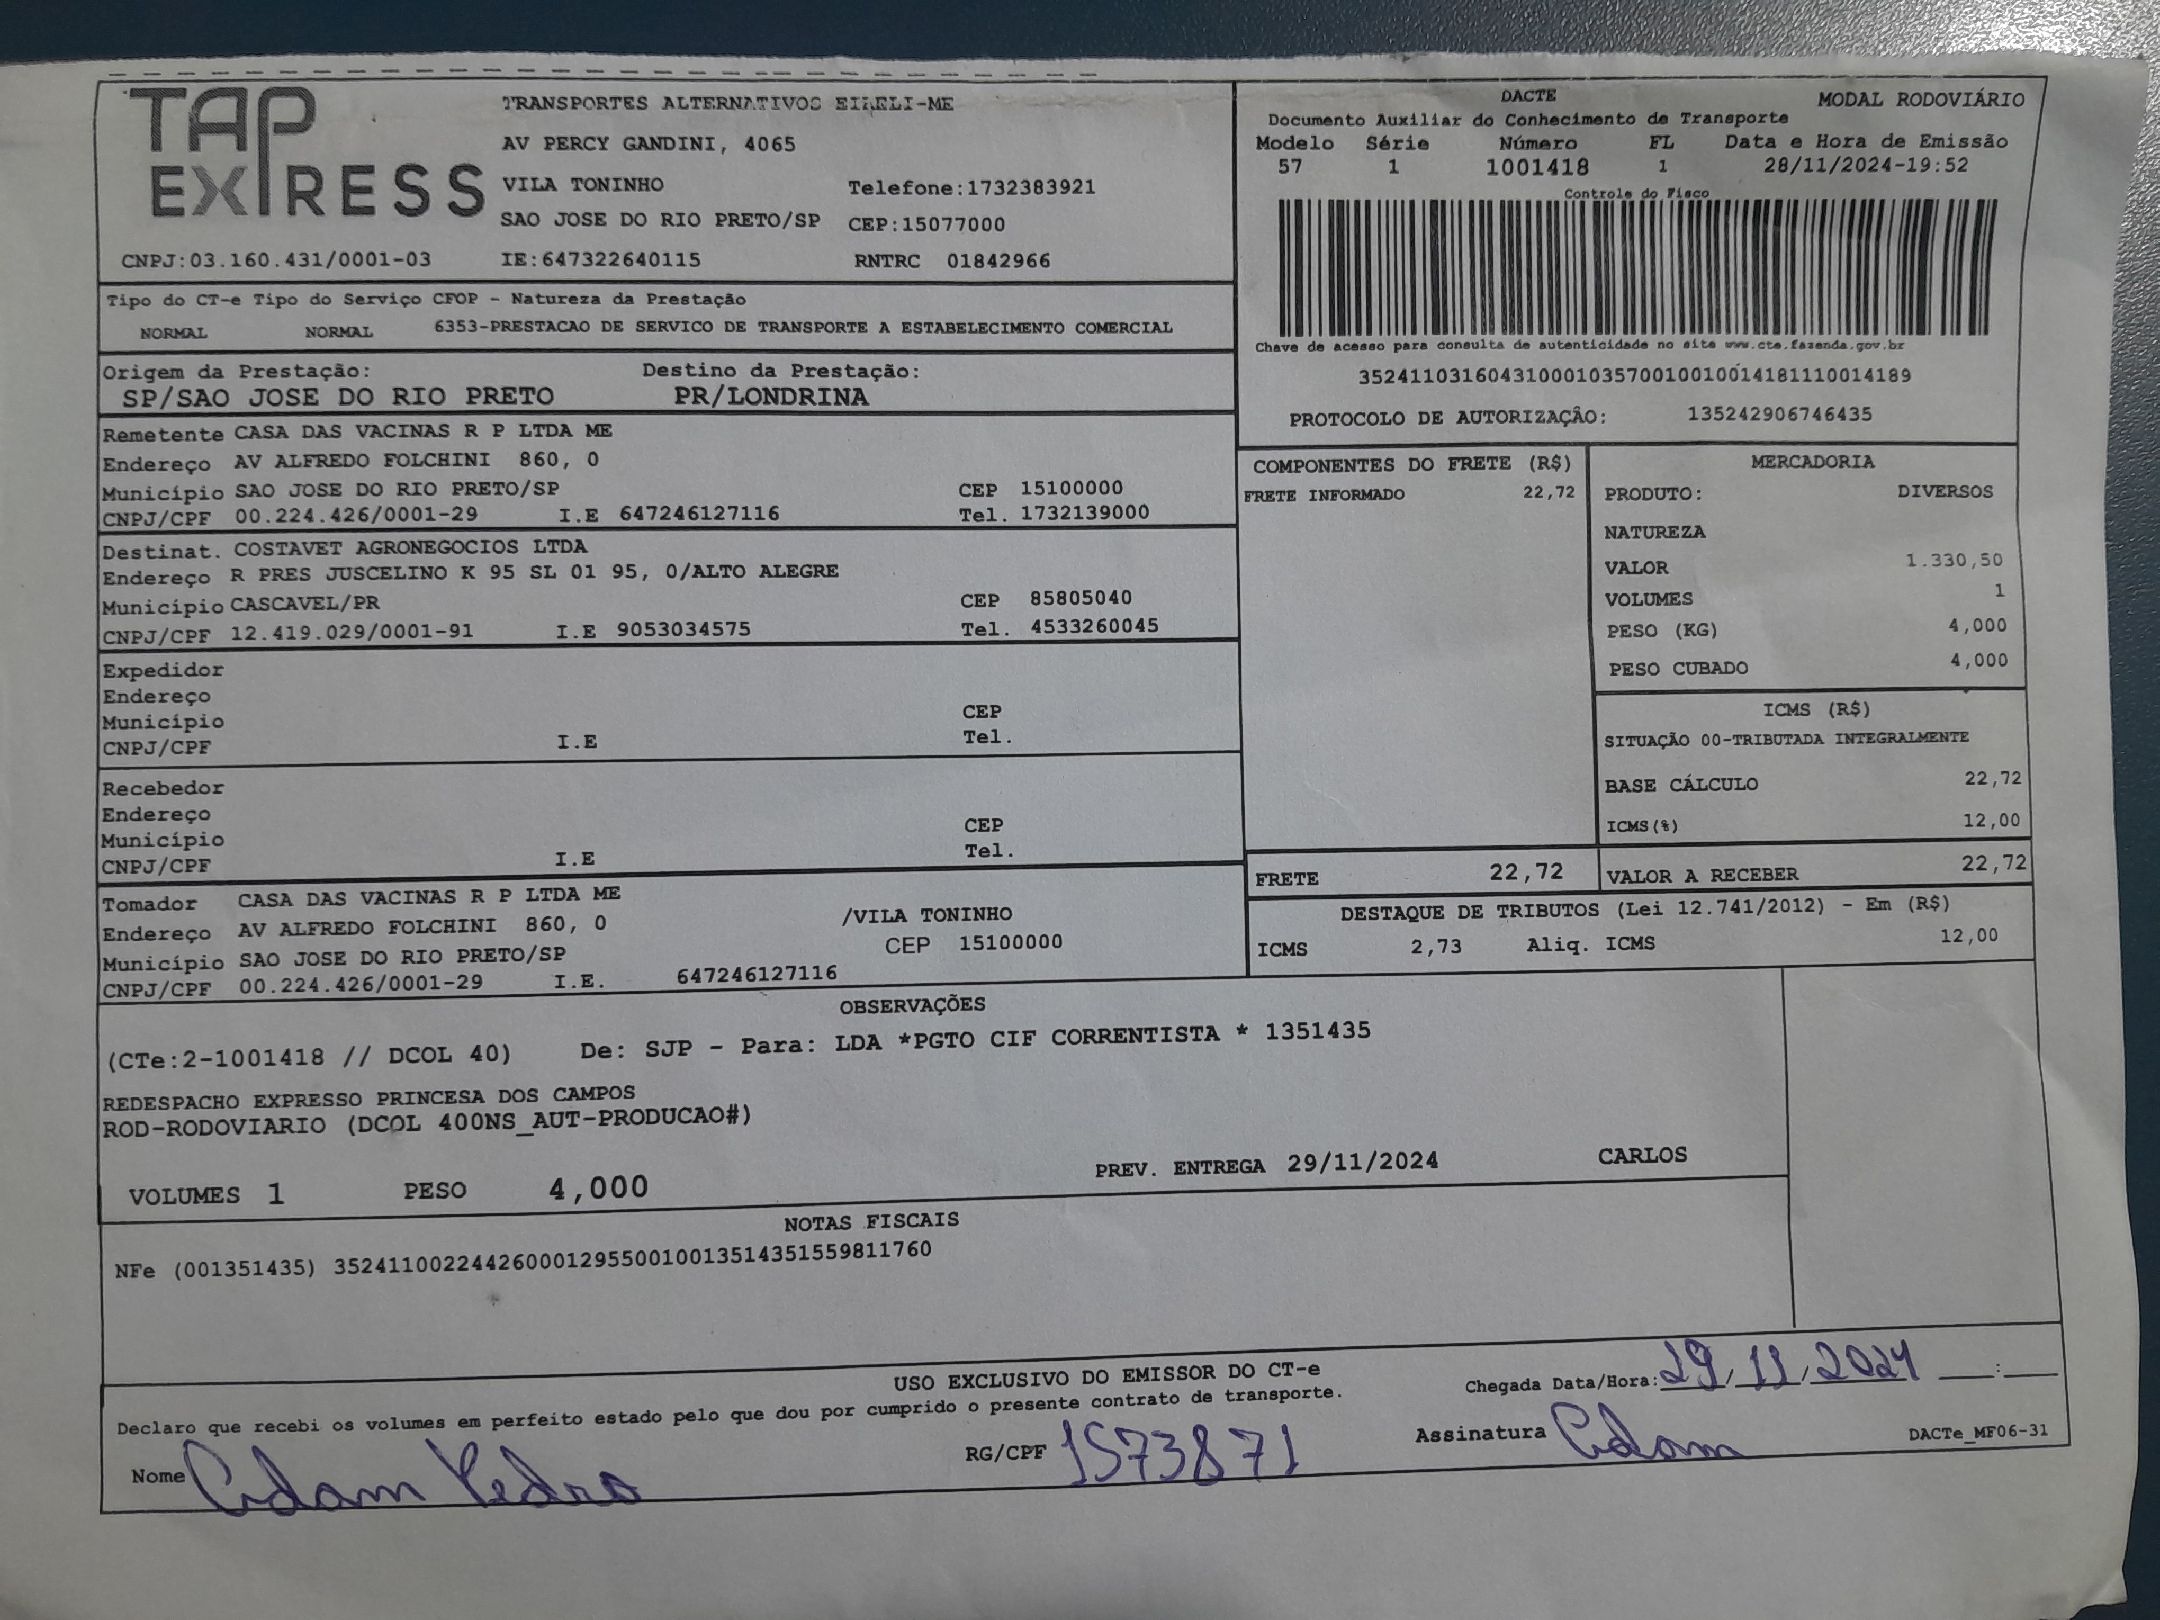 TAP
EXPRESS
TRANSPORTES ALTERNATIVOS EIRELI-ME
AV PERCY GANDINI, 4065
VILA TONINHO Telefone:1732383921
SAO JOSE DO RIO PRETO/SP CEP:15077000
CNPJ:03.160.431/0001-03 IE:647322640115 RNTRC 01842966
DACTE MODAL RODOVIÁRIO
Documento Auxiliar do Conhecimento de Transporte
Modelo Série Número FL Data e Hora de Emissão
57 1 1001418 1 28/11/2024-19:52
Controle do Fisco
Chave de acesso para consulta de autenticidade no site www.cte.fazenda.gov.br
35241103160431000103570010010014181110014189
PROTOCOLO DE AUTORIZAÇÃO: 135242906746435
Tipo do CT-e Tipo do Serviço CFOP - Natureza da Prestação
NORMAL NORMAL 6353-PRESTACAO DE SERVICO DE TRANSPORTE A ESTABELECIMENTO COMERCIAL
Origem da Prestação: Destino da Prestação:
SP/SAO JOSE DO RIO PRETO PR/LONDRINA
Remetente CASA DAS VACINAS R P LTDA ME
Endereço AV ALFREDO FOLCHINI 860, 0
Município SAO JOSE DO RIO PRETO/SP CEP 15100000
CNPJ/CPF 00.224.426/0001-29 I.E 647246127116 Tel. 1732139000
Destinat. COSTAVET AGRONEGOCIOS LTDA
Endereço R PRES JUSCELINO K 95 SL 01 95, 0/ALTO ALEGRE
Município CASCAVEL/PR CEP 85805040
CNPJ/CPF 12.419.029/0001-91 I.E 9053034575 Tel. 4533260045
Expedidor
Endereço
Município CEP
CNPJ/CPF I.E Tel.
Recebedor
Endereço
Município CEP
CNPJ/CPF I.E Tel.
Tomador CASA DAS VACINAS R P LTDA ME
Endereço AV ALFREDO FOLCHINI 860, 0 /VILA TONINHO
Município SAO JOSE DO RIO PRETO/SP CEP 15100000
CNPJ/CPF 00.224.426/0001-29 I.E. 647246127116
COMPONENTES DO FRETE (R$)
FRETE INFORMADO 22,72
MERCADORIA
PRODUTO: DIVERSOS
NATUREZA
VALOR 1.330,50
VOLUMES 1
PESO (KG) 4,000
PESO CUBADO 4,000
ICMS (R$)
SITUAÇÃO 00-TRIBUTADA INTEGRALMENTE
BASE CÁLCULO 22,72
ICMS(%) 12,00
FRETE 22,72 VALOR A RECEBER 22,72
DESTAQUE DE TRIBUTOS (Lei 12.741/2012) - Em (R$)
ICMS 2,73 Aliq. ICMS 12,00
OBSERVAÇÕES
(CTe:2-1001418 // DCOL 40) De: SJP - Para: LDA *PGTO CIF CORRENTISTA * 1351435
REDESPACHO EXPRESSO PRINCESA DOS CAMPOS
ROD-RODOVIARIO (DCOL 400NS_AUT-PRODUCAO#)
VOLUMES 1 PESO 4,000 PREV. ENTREGA 29/11/2024 CARLOS
NOTAS FISCAIS
NFe (001351435) 35241100224426000129550010013514351559811760
USO EXCLUSIVO DO EMISSOR DO CT-e
Declaro que recebi os volumes em perfeito estado pelo que dou por cumprido o presente contrato de transporte.
Chegada Data/Hora: 29/11/2024 __:__
Nome Adam Pedro RG/CPF 1573871 Assinatura Adam DACTe_MF06-31